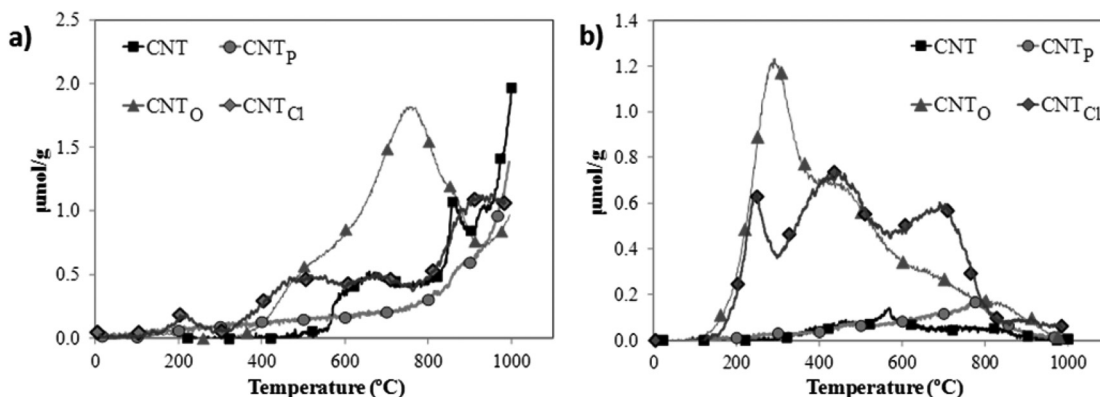 a)
CNT
CNTP
CNTO
CNTCl
µmol/g
2.5
2.0
1.5
1.0
0.5
0.0
0 200 400 600 800 1000
Temperature (°C)
b)
CNT
CNTP
CNTO
CNTCl
µmol/g
1.4
1.2
1.0
0.8
0.6
0.4
0.2
0.0
0 200 400 600 800 1000
Temperature (°C)